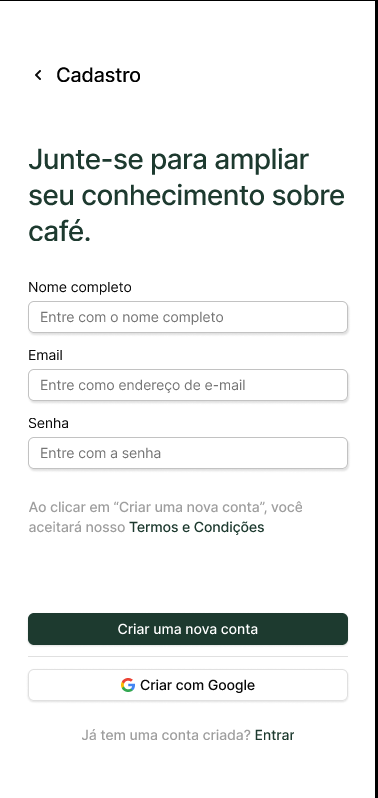 Cadastro
Junte-se para ampliar
seu conhecimento sobre
café.
Nome completo
Entre com o nome completo
Email
Entre como endereço de e-mail
Senha
Entre com a senha
Ao clicar em “Criar uma nova conta”, você
aceitará nosso Termos e Condições
Criar uma nova conta
Criar com Google
Já tem uma conta criada? Entrar